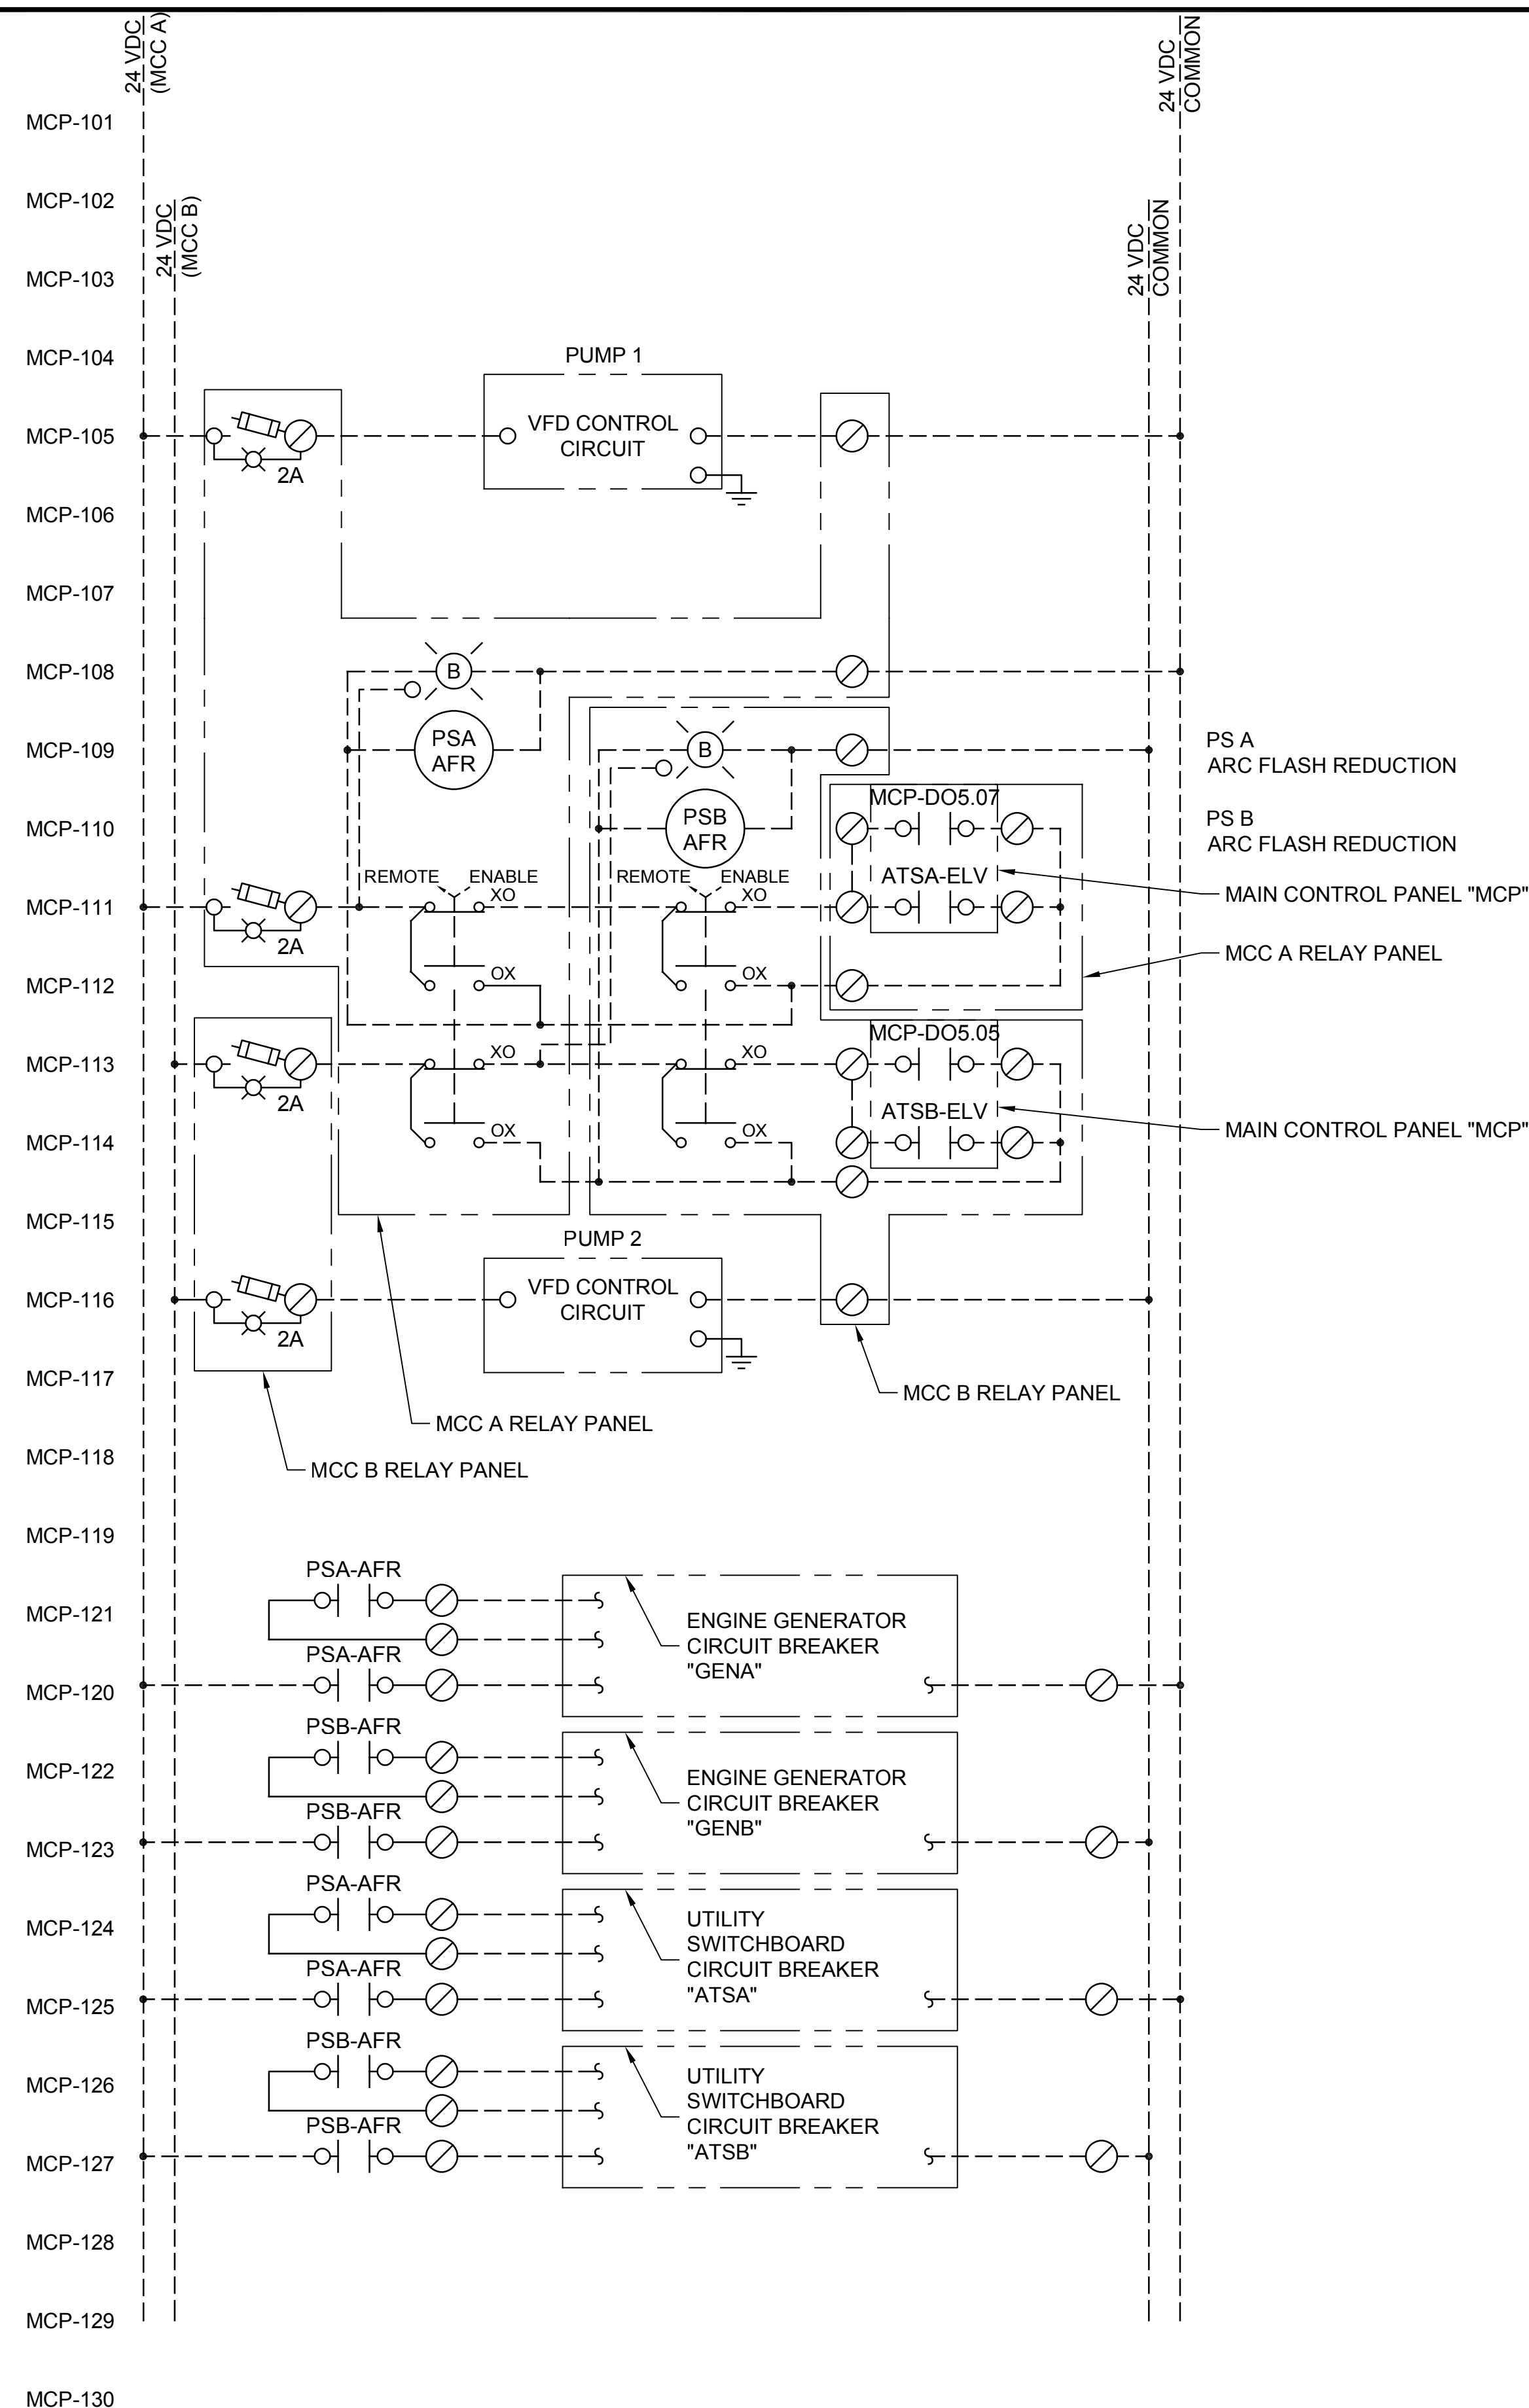 24 VDC
(MCC A)
24 VDC
COMMON
MCP-101
MCP-102
24 VDC
(MCC B)
24 VDC
COMMON
MCP-103
MCP-104
PUMP 1
MCP-105
VFD CONTROL
CIRCUIT
2A
MCP-106
MCP-107
MCP-108
B
MCP-109
PSA
AFR
B
PS A
ARC FLASH REDUCTION
MCP-110
PSB
AFR
MCP-DO5.07
PS B
ARC FLASH REDUCTION
REMOTE
ENABLE
REMOTE
ENABLE
ATSA-ELV
MCP-111
XO
XO
MAIN CONTROL PANEL "MCP"
2A
MCC A RELAY PANEL
MCP-112
OX
OX
MCP-DO5.05
MCP-113
XO
XO
2A
ATSB-ELV
MCP-114
OX
OX
MAIN CONTROL PANEL "MCP"
MCP-115
PUMP 2
MCP-116
VFD CONTROL
CIRCUIT
2A
MCP-117
MCC B RELAY PANEL
MCC A RELAY PANEL
MCP-118
MCC B RELAY PANEL
MCP-119
PSA-AFR
MCP-121
ENGINE GENERATOR
CIRCUIT BREAKER
"GENA"
PSA-AFR
MCP-120
PSB-AFR
MCP-122
ENGINE GENERATOR
CIRCUIT BREAKER
"GENB"
PSB-AFR
MCP-123
PSA-AFR
MCP-124
UTILITY
SWITCHBOARD
CIRCUIT BREAKER
"ATSA"
PSA-AFR
MCP-125
PSB-AFR
MCP-126
UTILITY
SWITCHBOARD
CIRCUIT BREAKER
"ATSB"
PSB-AFR
MCP-127
MCP-128
MCP-129
MCP-130